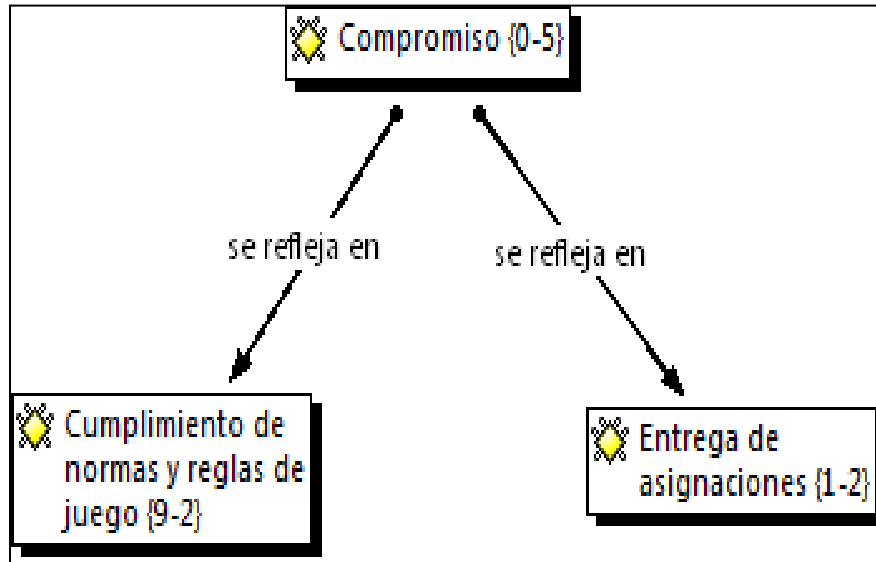 Compromiso {0-5}
se refleja en
se refleja en
Cumplimiento de
normas y reglas de
juego {9-2}
Entrega de
asignaciones {1-2}